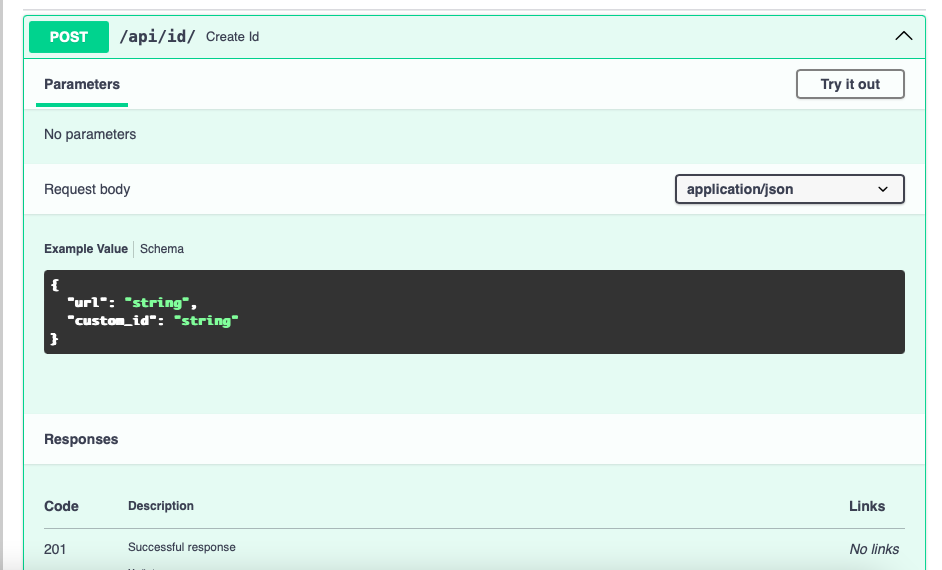 POST /api/id/ Create Id
Parameters
Try it out
No parameters
Request body
application/json
Example Value Schema
{
"url": "string",
"custom_id": "string"
}
Responses
Code Description Links
201 Successful response No links